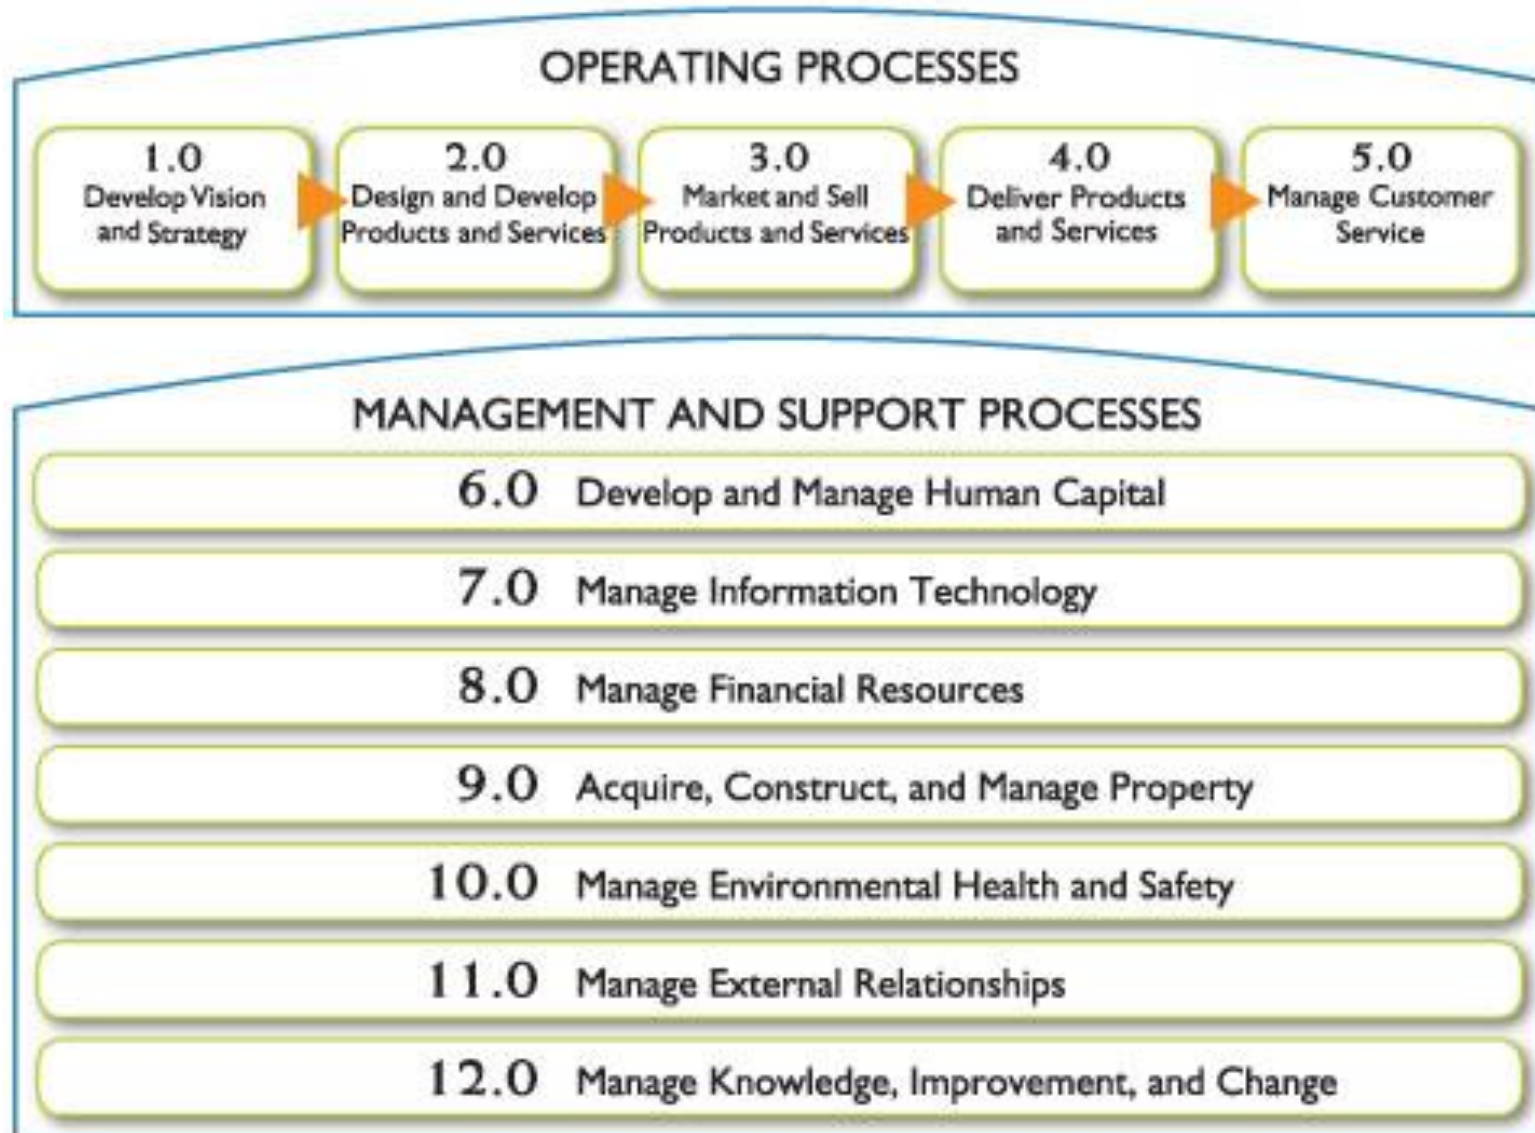 OPERATING PROCESSES
1.0
Develop Vision
and Strategy
2.0
Design and Develop
Products and Services
3.0
Market and Sell
Products and Services
4.0
Deliver Products
and Services
5.0
Manage Customer
Service
MANAGEMENT AND SUPPORT PROCESSES
6.0 Develop and Manage Human Capital
7.0 Manage Information Technology
8.0 Manage Financial Resources
9.0 Acquire, Construct, and Manage Property
10.0 Manage Environmental Health and Safety
11.0 Manage External Relationships
12.0 Manage Knowledge, Improvement, and Change